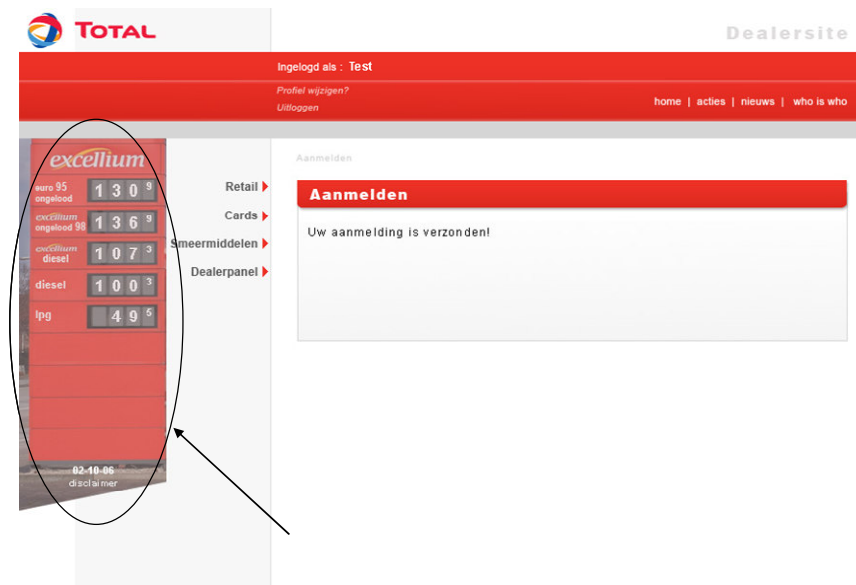 TOTAL
Dealersite
Ingelogd als : Test
Profiel wijzigen?
Uitloggen
home | acties | nieuws | who is who
excellium
euro 95
ongelood
1 3 0 9
excellium
ongelood 98
1 3 6 9
excellium
diesel
1 0 7 3
diesel
1 0 0 3
lpg
4 9 5
02-10-06
disclaimer
Retail
Cards
Smeermiddelen
Dealerpanel
Aanmelden
Aanmelden
Uw aanmelding is verzonden!